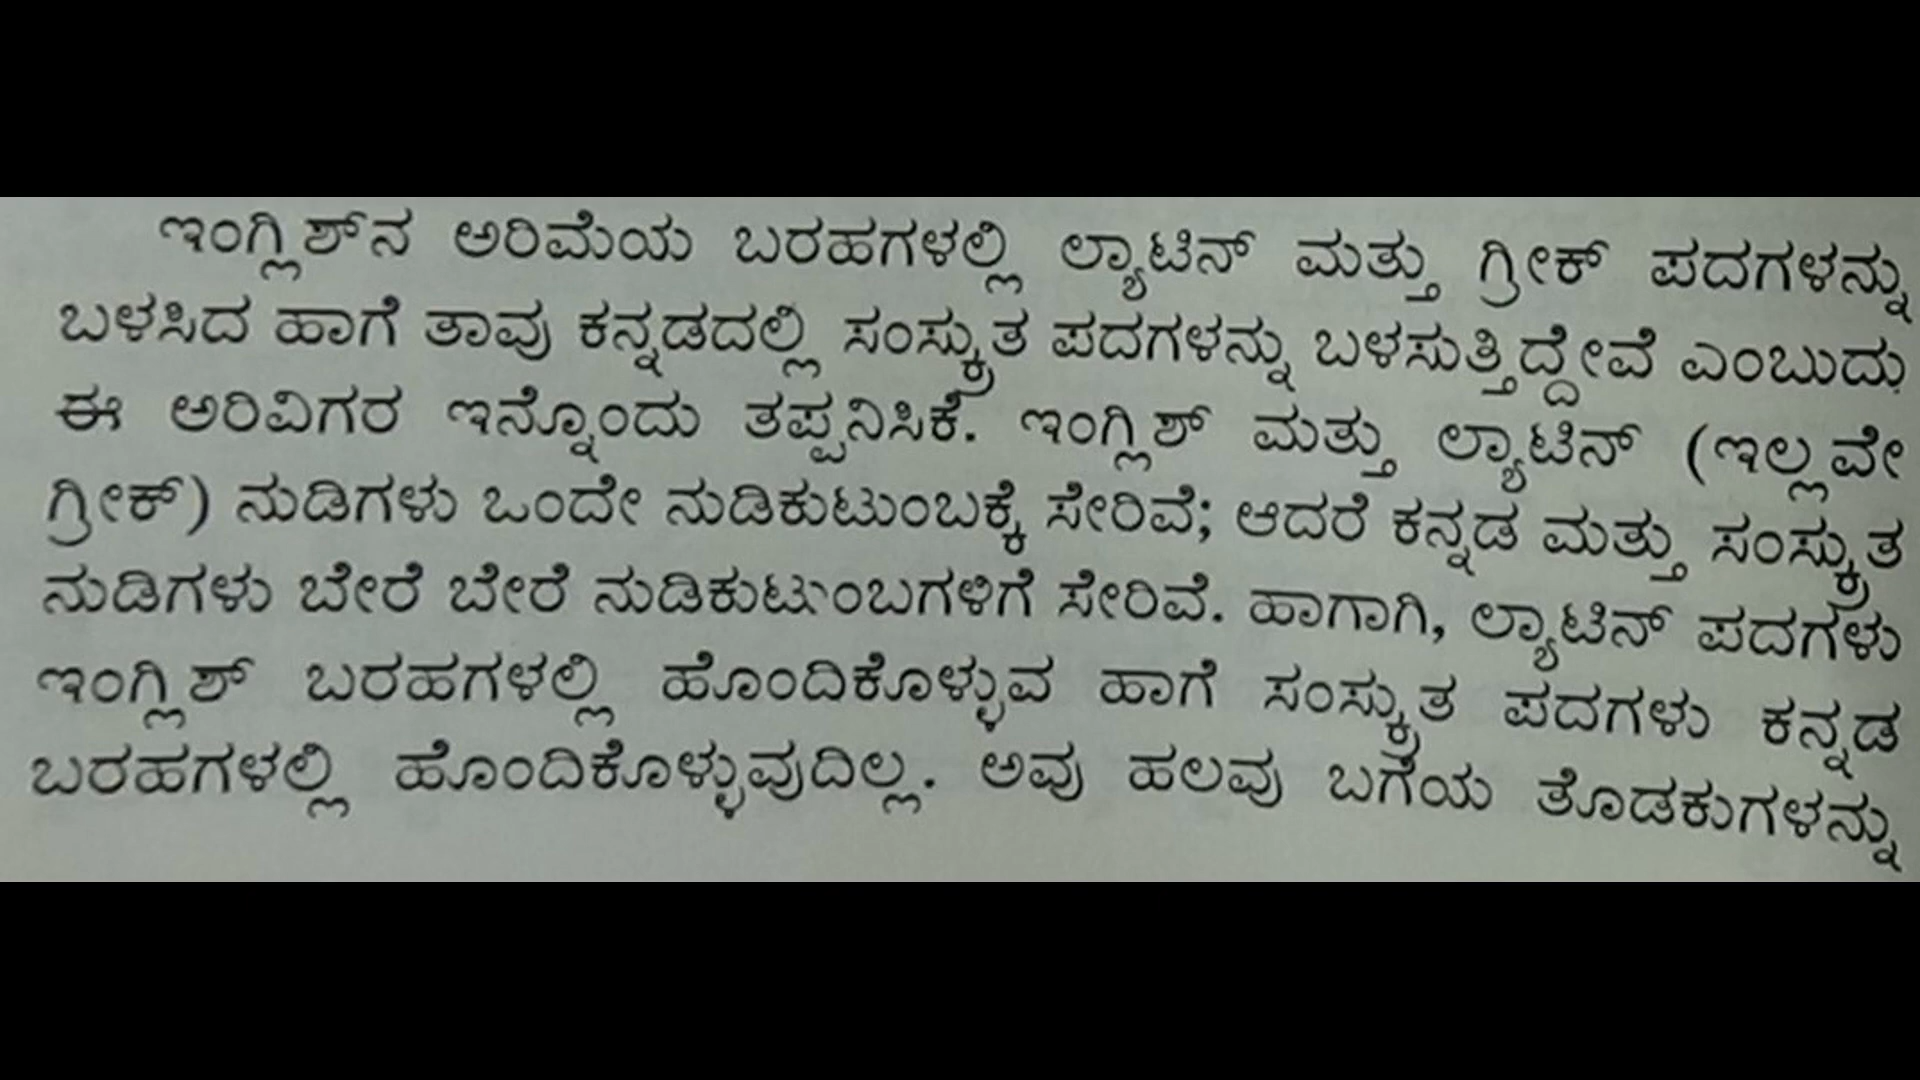 ಇಂಗ್ಲಿಶ್‌ನ ಅರಿಮೆಯ ಬರಹಗಳಲ್ಲಿ ಲ್ಯಾಟಿನ್ ಮತ್ತು ಗ್ರೀಕ್ ಪದಗಳನ್ನು
ಬಳಸಿದ ಹಾಗೆ ತಾವು ಕನ್ನಡದಲ್ಲಿ ಸಂಸ್ಕ್ರುತ ಪದಗಳನ್ನು ಬಳಸುತ್ತಿದ್ದೇವೆ ಎಂಬುದು
ಈ ಅರಿವಿಗರ ಇನ್ನೊಂದು ತಪ್ಪನಿಸಿಕೆ. ಇಂಗ್ಲಿಶ್ ಮತ್ತು ಲ್ಯಾಟಿನ್ (ಇಲ್ಲವೇ
ಗ್ರೀಕ್) ನುಡಿಗಳು ಒಂದೇ ನುಡಿಕುಟುಂಬಕ್ಕೆ ಸೇರಿವೆ; ಆದರೆ ಕನ್ನಡ ಮತ್ತು ಸಂಸ್ಕ್ರುತ
ನುಡಿಗಳು ಬೇರೆ ಬೇರೆ ನುಡಿಕುಟುಂಬಗಳಿಗೆ ಸೇರಿವೆ. ಹಾಗಾಗಿ, ಲ್ಯಾಟಿನ್ ಪದಗಳು
ಇಂಗ್ಲಿಶ್ ಬರಹಗಳಲ್ಲಿ ಹೊಂದಿಕೊಳ್ಳುವ ಹಾಗೆ ಸಂಸ್ಕ್ರುತ ಪದಗಳು ಕನ್ನಡ
ಬರಹಗಳಲ್ಲಿ ಹೊಂದಿಕೊಳ್ಳುವುದಿಲ್ಲ. ಅವು ಹಲವು ಬಗೆಯ ತೊಡಕುಗಳನ್ನು